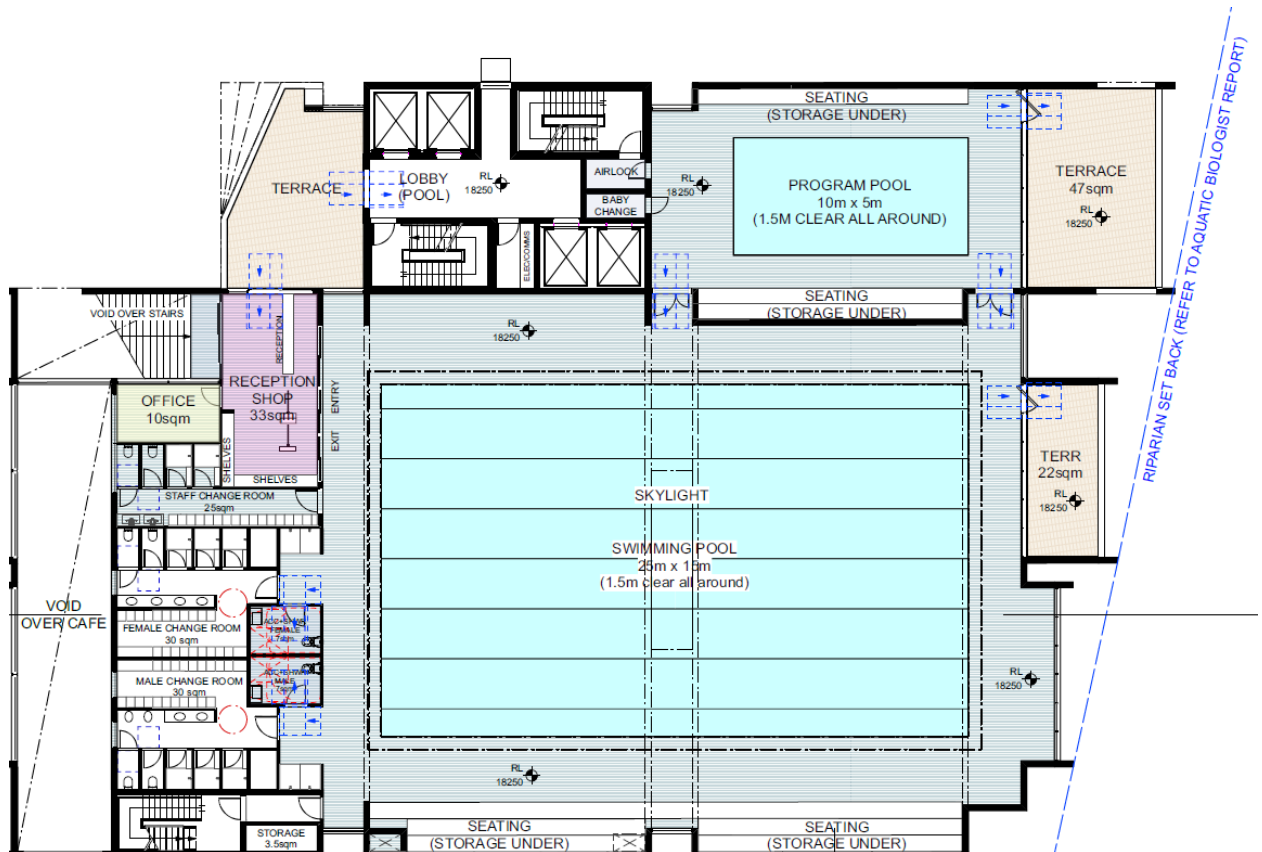 SEATING
(STORAGE UNDER)
TERRACE
LOBBY
(POOL)
RL
18250
AIRLOCK
BABY
CHANGE
ELEC/COMMS
RL
18250
PROGRAM POOL
10m x 5m
(1.5M CLEAR ALL AROUND)
TERRACE
47sqm
RL
18250
RIPARIAN SET BACK (REFER TO AQUATIC BIOLOGIST REPORT)
SEATING
(STORAGE UNDER)
VOID OVER STAIRS
RECEPTION
RL
18250
RECEPTION
SHOP
33sqm
OFFICE
10sqm
ENTRY
EXIT
SHELVES
SHELVES
STAFF CHANGE ROOM
25sqm
TERR
22sqm
RL
18250
SKYLIGHT
SWIMMING POOL
25m x 15m
(1.5m clear all around)
VOID
OVER CAFE
FEMALE CHANGE ROOM
30 sqm
FEMALE
MALE CHANGE ROOM
30 sqm
MALE
RL
18250
RL
18250
STORAGE
3.5sqm
SEATING
(STORAGE UNDER)
SEATING
(STORAGE UNDER)